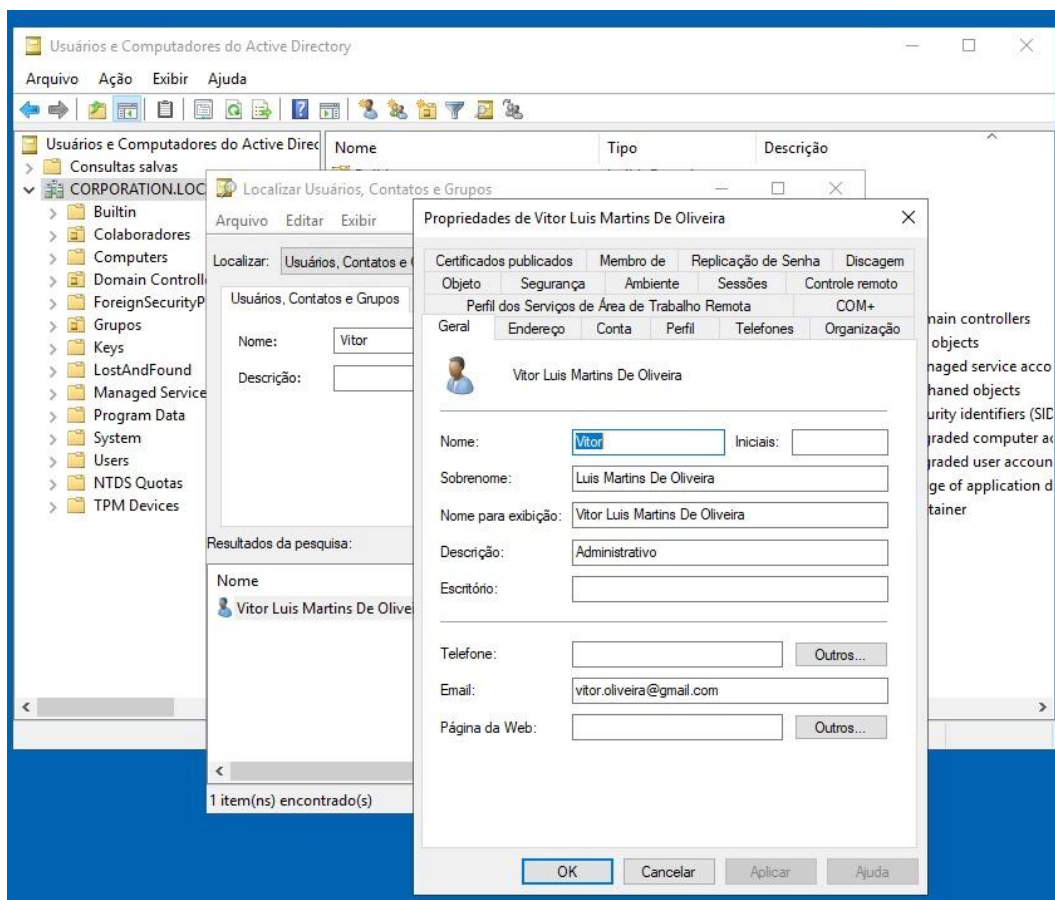 Usuários e Computadores do Active Directory
Arquivo Ação Exibir Ajuda
Usuários e Computadores do Active Direc
Nome Tipo Descrição
Consultas salvas
CORPORATION.LOC
Builtin
Colaboradores
Computers
Domain Controll
ForeignSecurityP
Grupos
Keys
LostAndFound
Managed Service
Program Data
System
Users
NTDS Quotas
TPM Devices
main controllers
objects
naged service acco
haned objects
urity identifiers (SID
graded computer ac
graded user accoun
ge of application d
tainer
Localizar Usuários, Contatos e Grupos
Arquivo Editar Exibir
Localizar: Usuários, Contatos e
Usuários, Contatos e Grupos
Nome: Vitor
Descrição:
Resultados da pesquisa:
Nome
Vitor Luis Martins De Olivei
1 item(ns) encontrado(s)
Propriedades de Vitor Luis Martins De Oliveira
Certificados publicados Membro de Replicação de Senha Discagem
Objeto Segurança Ambiente Sessões Controle remoto
Perfil dos Serviços de Área de Trabalho Remota COM+
Geral Endereço Conta Perfil Telefones Organização
Vitor Luis Martins De Oliveira
Nome: Vitor Iniciais:
Sobrenome: Luis Martins De Oliveira
Nome para exibição: Vitor Luis Martins De Oliveira
Descrição: Administrativo
Escritório:
Telefone: Outros...
Email: vitor.oliveira@gmail.com
Página da Web: Outros...
OK Cancelar Aplicar Ajuda